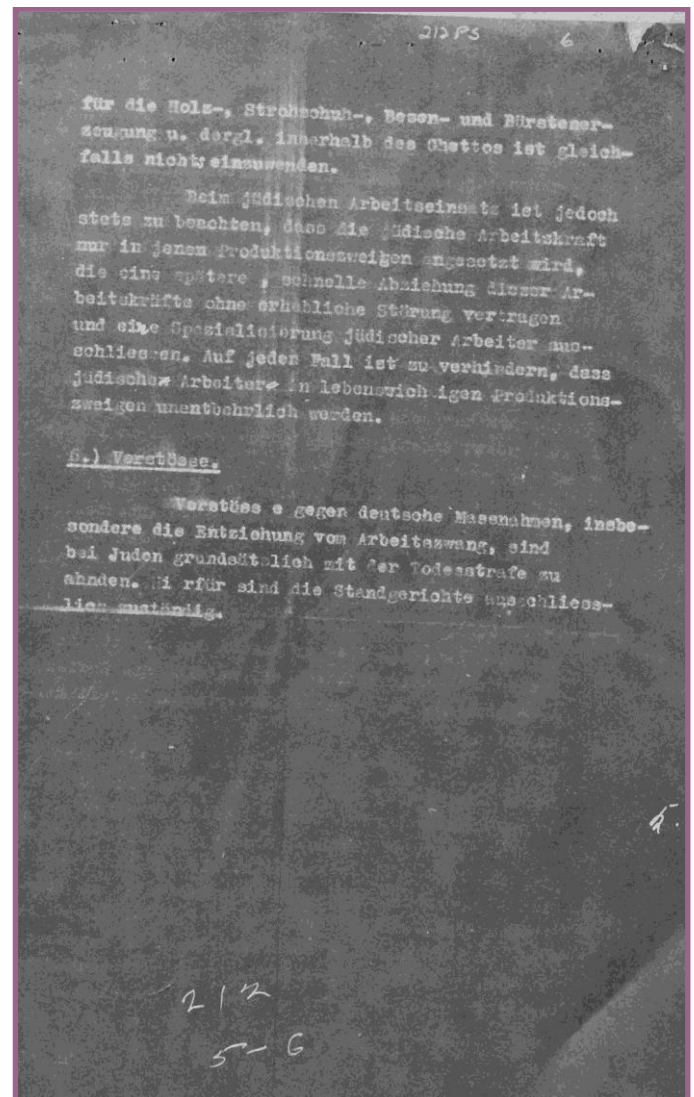 212 PS 6
für die Holz-, Strohschuh-, Besen- und Bürstener-
zeugung u. dergl. innerhalb des Ghettos ist gleich-
falls nichts einzuwenden.
Beim jüdischen Arbeitseinsatz ist jedoch
stets zu beachten, dass die jüdische Arbeitskraft
nur in jenen Produktionszweigen angesetzt wird,
die eine spätere , schnelle Abziehung dieser Ar-
beitskräfte ohne erhebliche Störung vertragen
und eine Spezialisierung jüdischer Arbeiter aus-
schliessen. Auf jeden Fall ist zu verhindern, dass
jüdische Arbeiter in lebenswich igen Produktions-
zweigen unentbehrlich werden.
6.) Verstösse.
Verstöss e gegen deutsche Massnahmen, insbe-
sondere die Entziehung vom Arbeitszwang, sind
bei Juden grundsätzlich mit der Todesstrafe zu
ahnden. Hi rfür sind die Standgerichte ausschliess-
lich zuständig.
5.
212
5-6